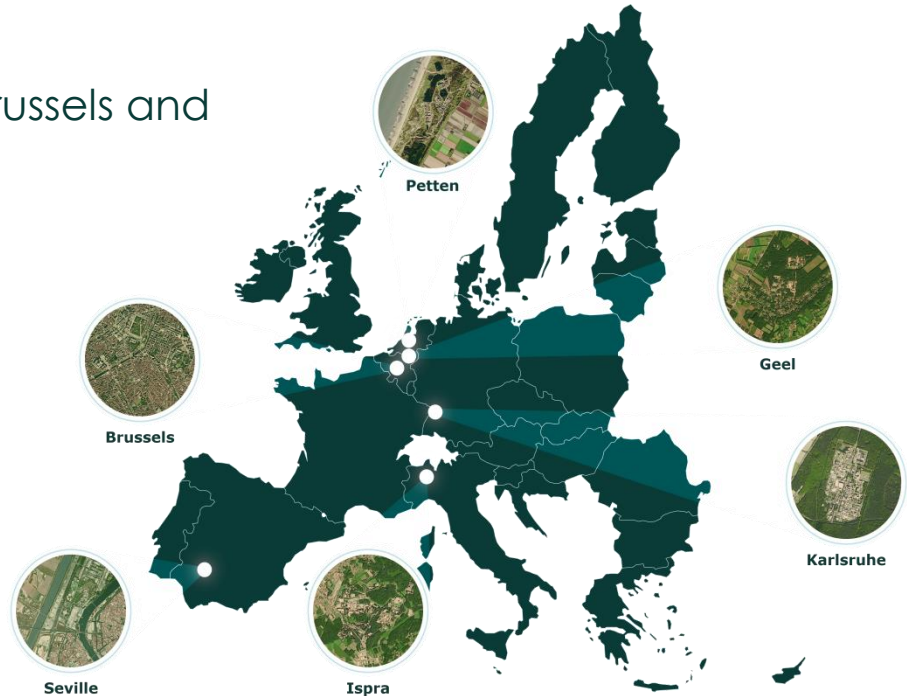 russels and
Petten
Geel
Brussels
Karlsruhe
Seville
Ispra